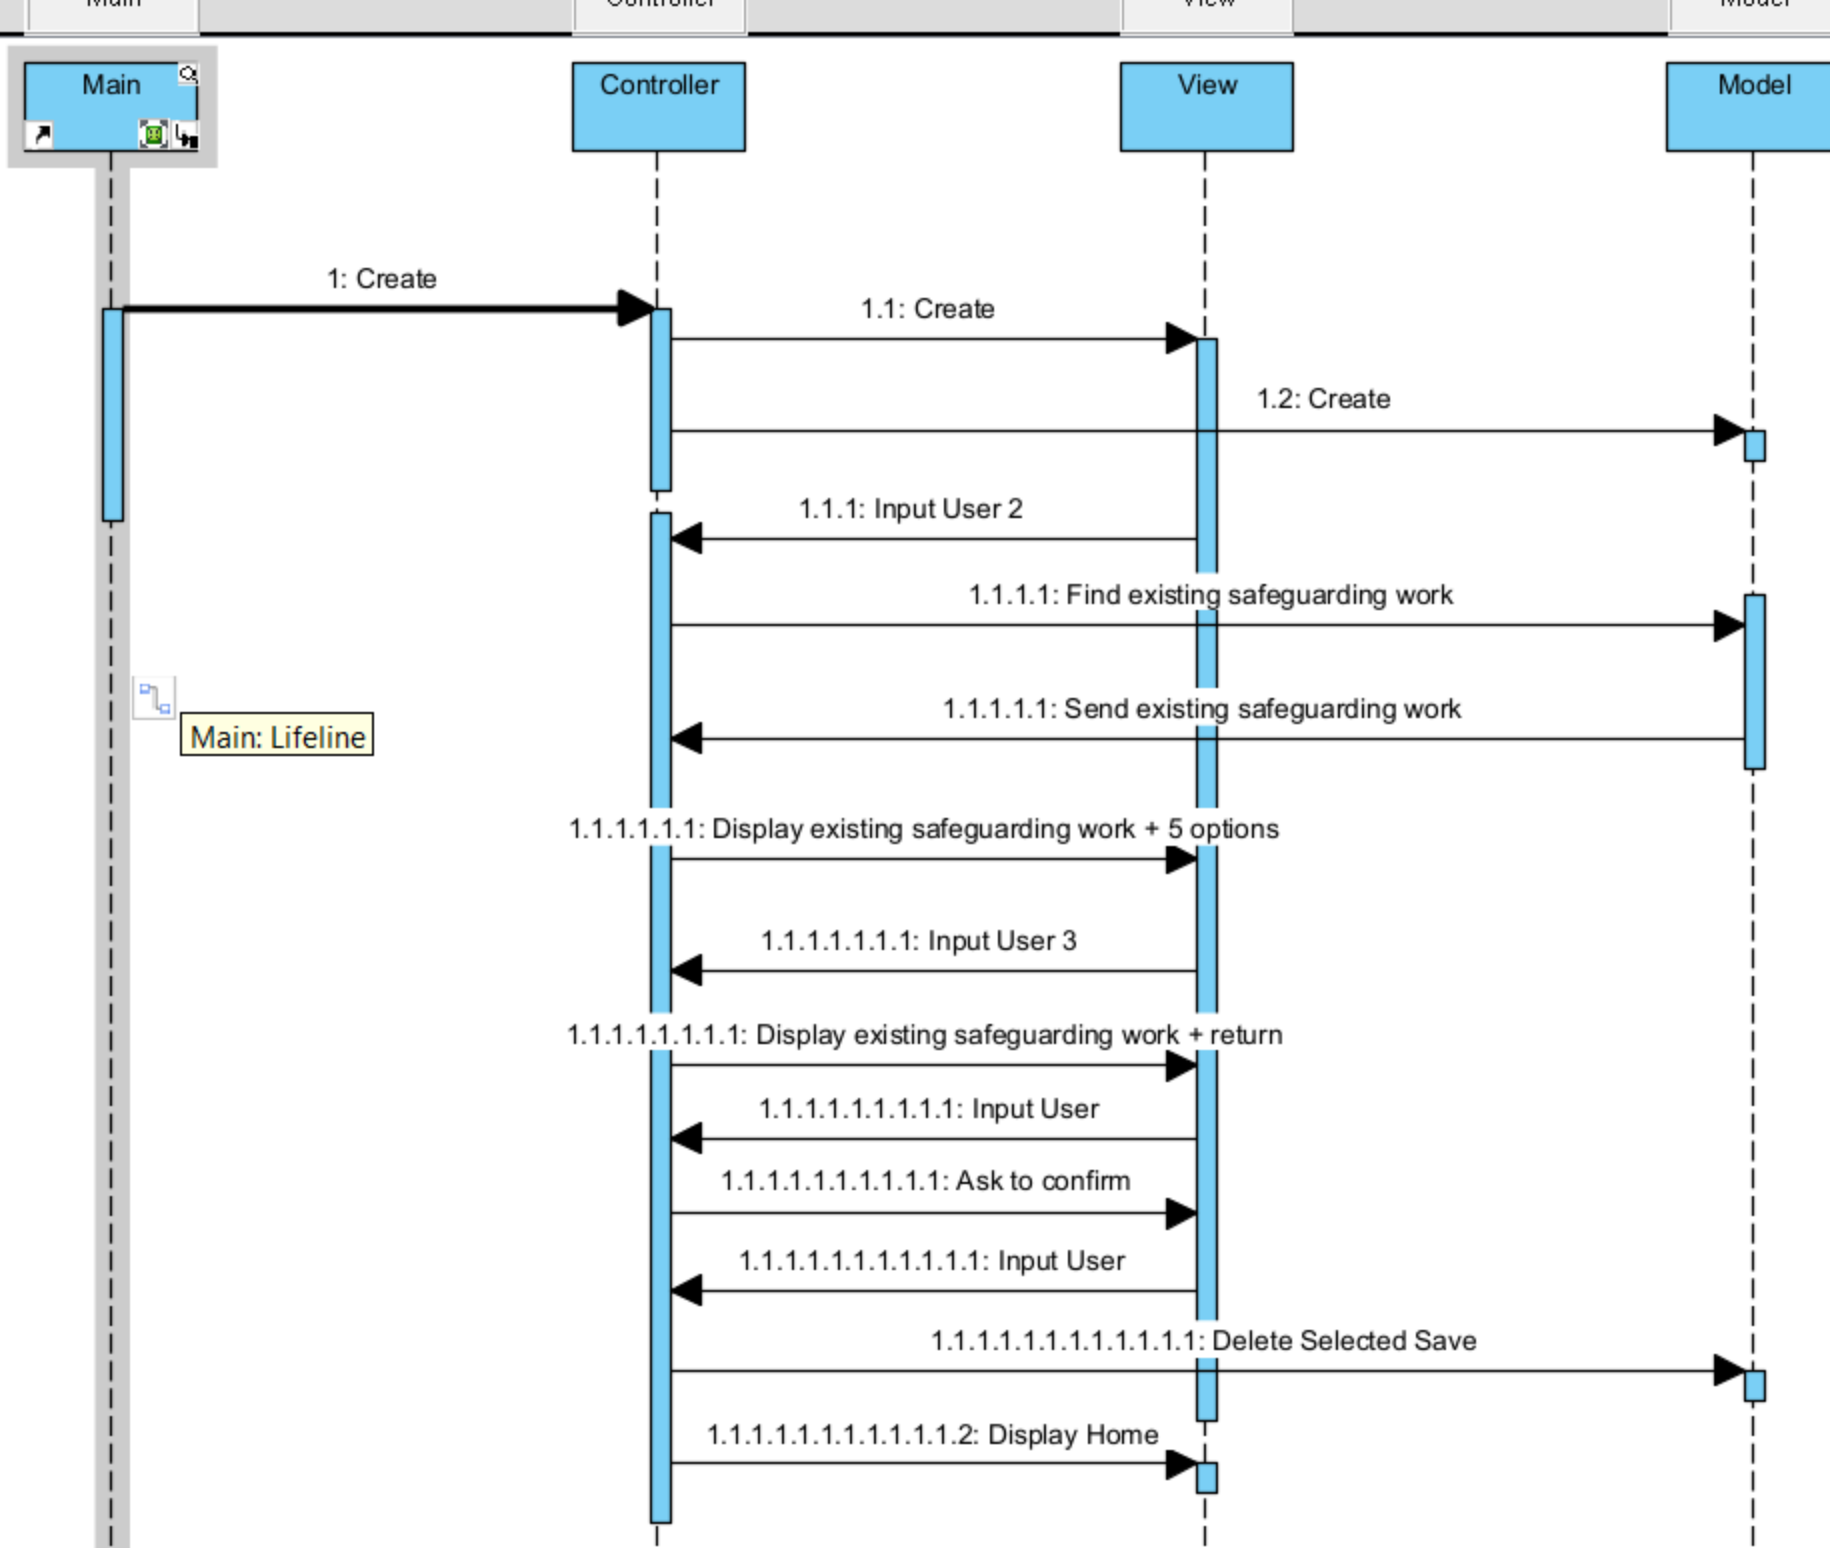 Main Controller View Model
Main Controller View Model
1: Create
1.1: Create
1.2: Create
1.1.1: Input User 2
1.1.1.1: Find existing safeguarding work
1.1.1.1.1: Send existing safeguarding work
Main: Lifeline
1.1.1.1.1.1: Display existing safeguarding work + 5 options
1.1.1.1.1.1.1: Input User 3
1.1.1.1.1.1.1.1: Display existing safeguarding work + return
1.1.1.1.1.1.1.1.1: Input User
1.1.1.1.1.1.1.1.1.1: Ask to confirm
1.1.1.1.1.1.1.1.1.1.1: Input User
1.1.1.1.1.1.1.1.1.1.1.1: Delete Selected Save
1.1.1.1.1.1.1.1.1.1.1.2: Display Home